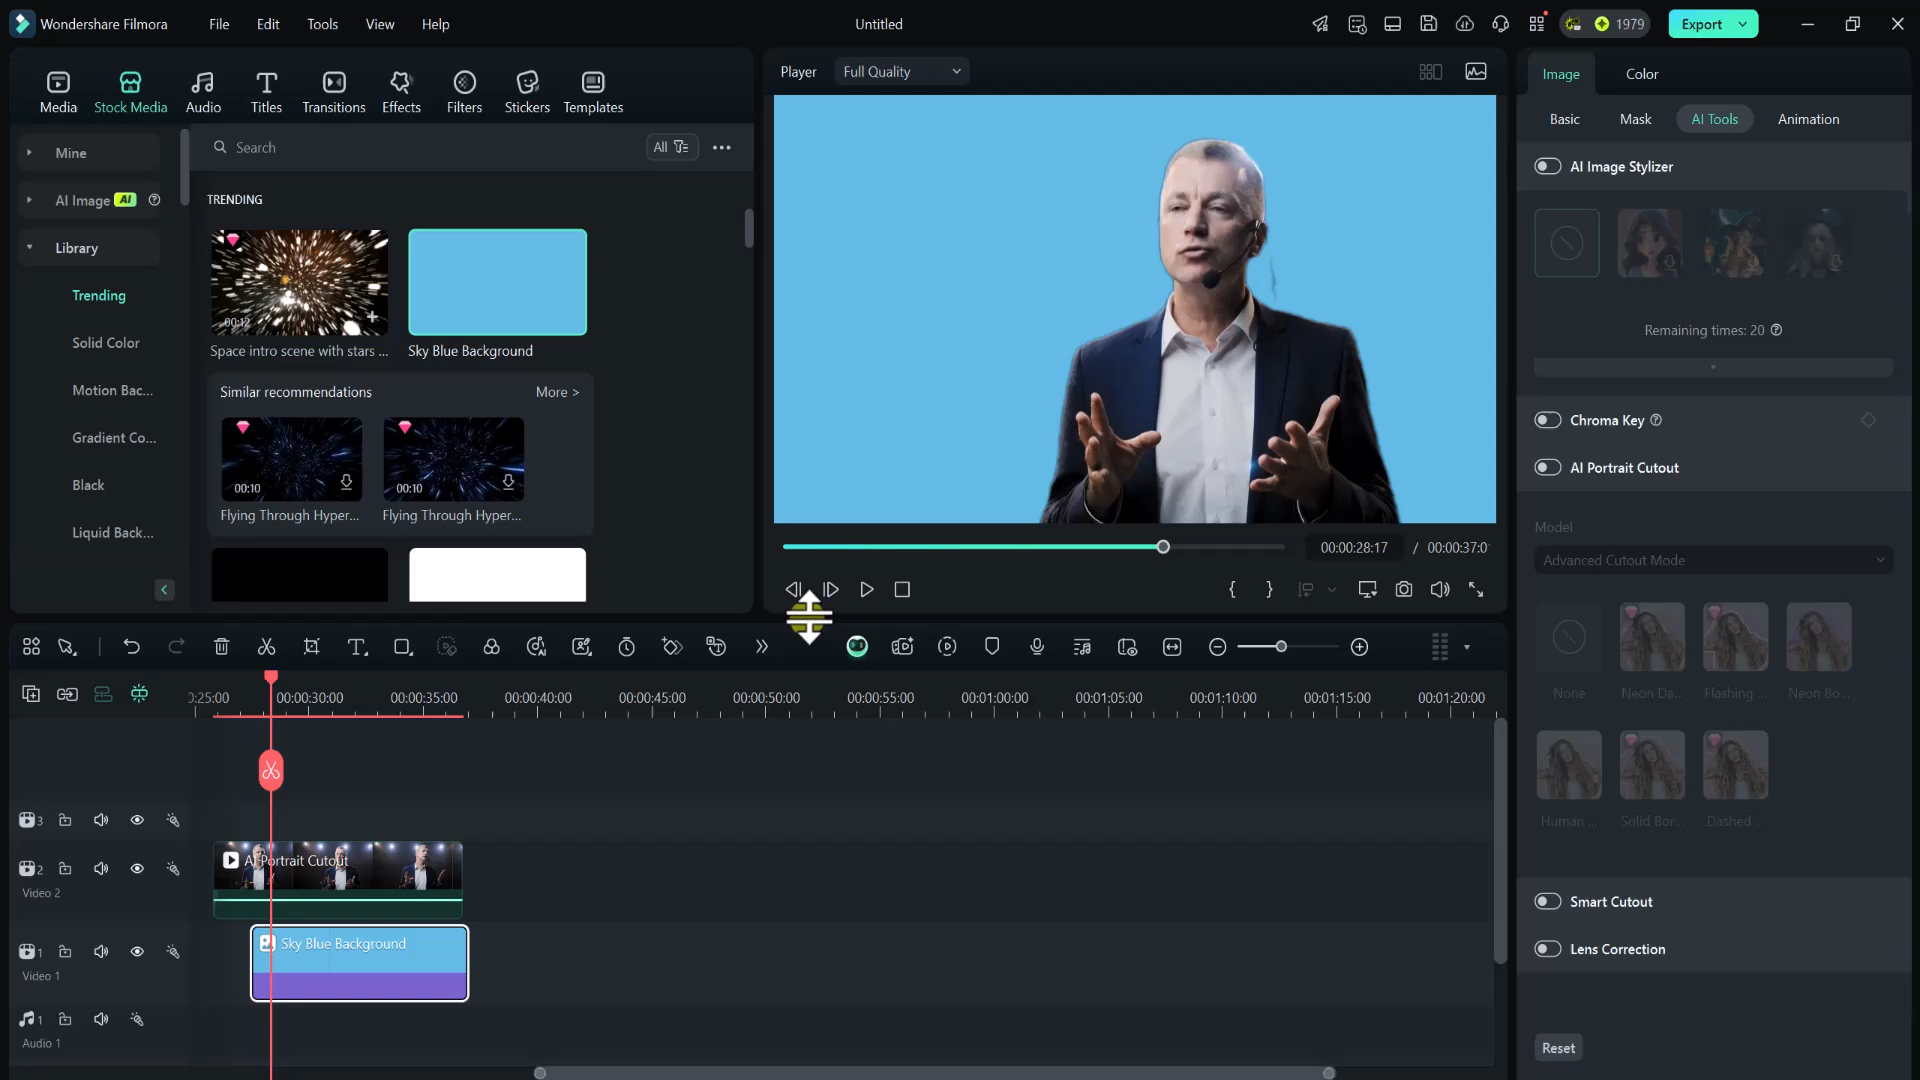 Wondershare Filmora
File
Edit
Tools
View
Help
Untitled
1979
Export
Media
Stock Media
Audio
Titles
Transitions
Effects
Filters
Stickers
Templates
Player
Full Quality
Image
Color
Basic
Mask
AI Tools
Animation
Mine
AI Image AI
Library
Trending
Solid Color
Motion Bac...
Gradient Co...
Black
Liquid Back...
Search
All
TRENDING
00:12
Space intro scene with stars ...
Sky Blue Background
Similar recommendations
More >
00:10
00:10
Flying Through Hyper...
Flying Through Hyper...
00:00:28:17 / 00:00:37:0
AI Image Stylizer
Remaining times: 20
Chroma Key
AI Portrait Cutout
Model
Advanced Cutout Mode
None
Neon Da...
Flashing ...
Neon Bo...
Human ...
Solid Bor...
Dashed ...
Smart Cutout
Lens Correction
Reset
0:25:00
00:00:30:00
00:00:35:00
00:00:40:00
00:00:45:00
00:00:50:00
00:00:55:00
00:01:00:00
00:01:05:00
00:01:10:00
00:01:15:00
00:01:20:00
3
2
Video 2
AI Portrait Cutout
1
Video 1
Sky Blue Background
1
Audio 1